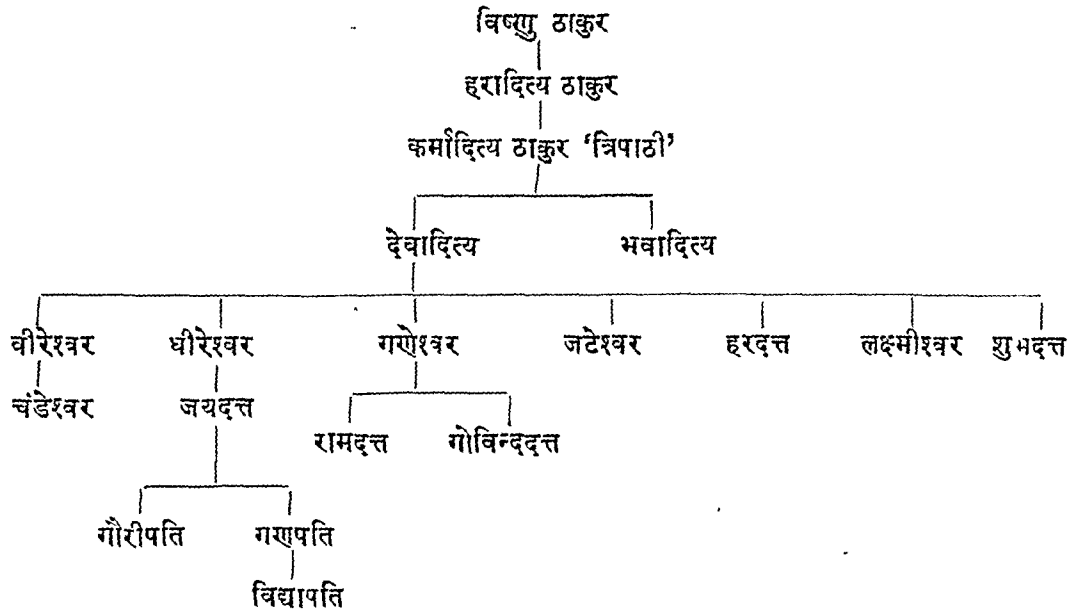 विष्णु ठाकुर
हरादित्य ठाकुर
कर्मादित्य ठाकुर ‘त्रिपाठी’
देवादित्य भवादित्य
वीरेश्वर धीरेश्वर गणेश्वर जटेश्वर हरदत्त लक्ष्मीश्वर शुभदत्त
चंडेश्वर जयदत्त
रामदत्त गोविन्ददत्त
गौरीपति गणपति
विद्यापति